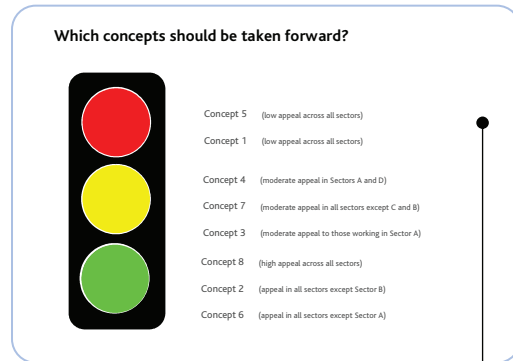 Which concepts should be taken forward?
Concept 5 (low appeal across all sectors)
Concept 1 (low appeal across all sectors)
Concept 4 (moderate appeal in Sectors A and D)
Concept 7 (moderate appeal in all sectors except C and B)
Concept 3 (moderate appeal to those working in Sector A)
Concept 8 (high appeal across all sectors)
Concept 2 (appeal in all sectors except Sector B)
Concept 6 (appeal in all sectors except Sector A)